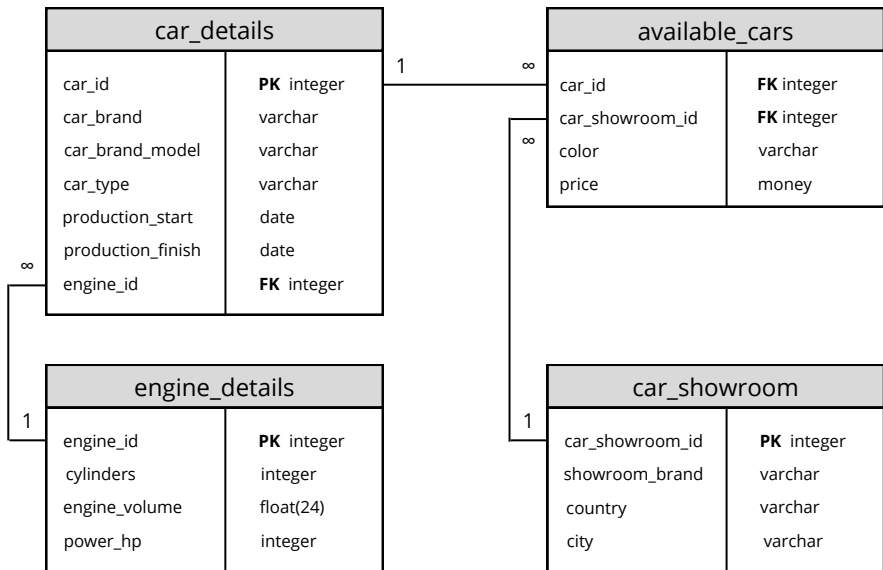 car_details
car_id PK integer
car_brand varchar
car_brand_model varchar
car_type varchar
production_start date
production_finish date
engine_id FK integer
1 ∞
available_cars
car_id FK integer
car_showroom_id FK integer
color varchar
price money
∞
∞
1
engine_details
engine_id PK integer
cylinders integer
engine_volume float(24)
power_hp integer
1
car_showroom
car_showroom_id PK integer
showroom_brand varchar
country varchar
city varchar